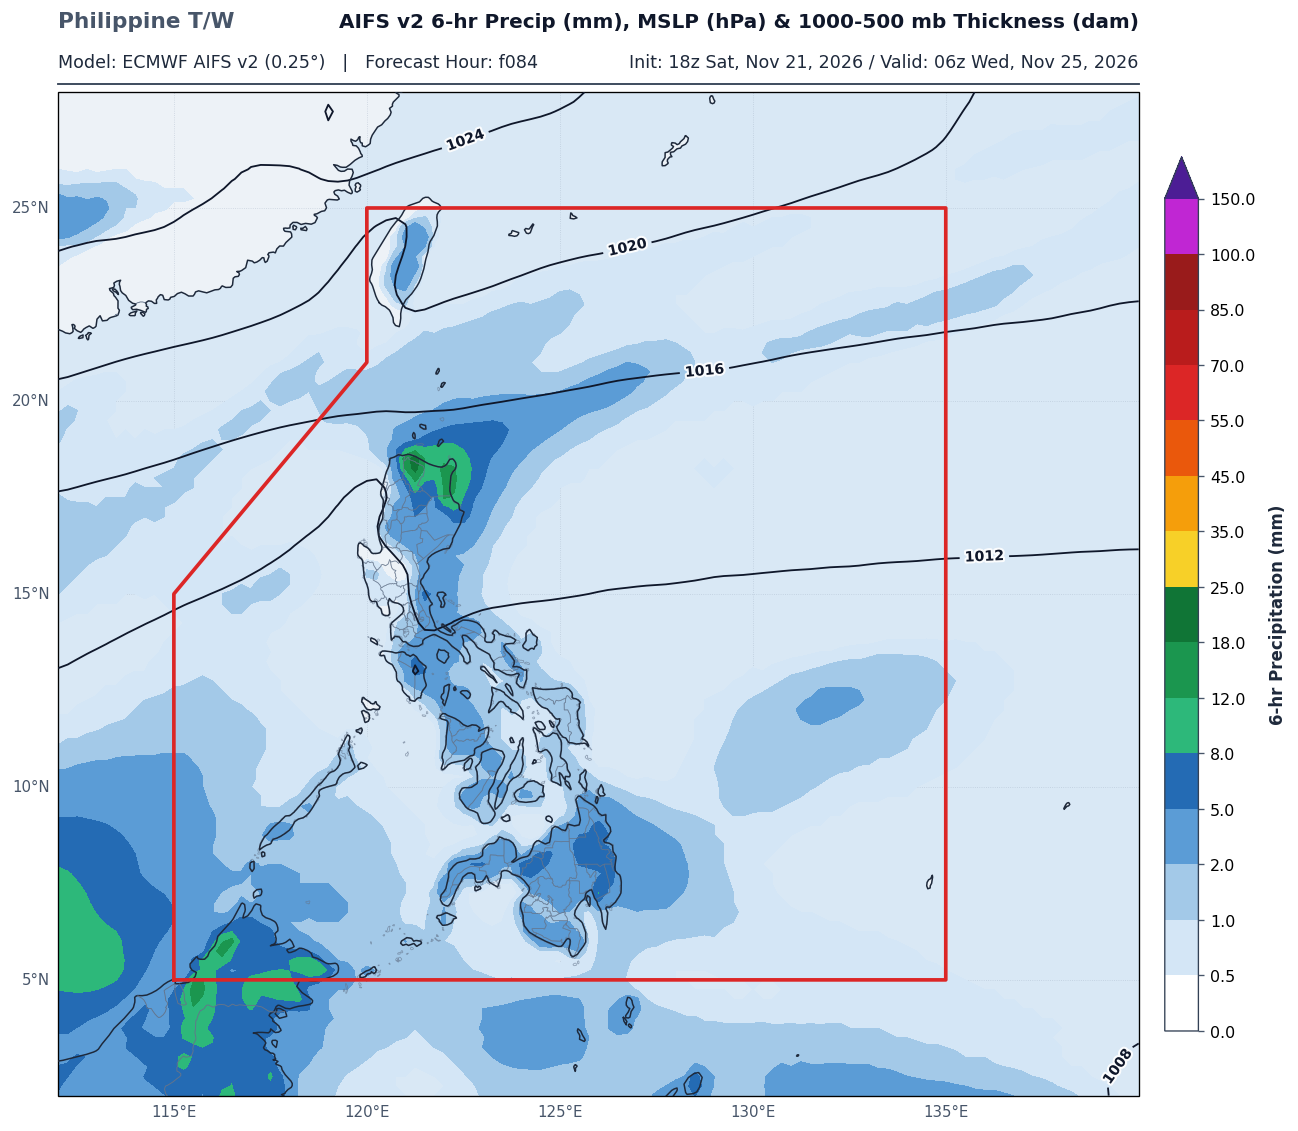 Philippine T/W
AIFS v2 6-hr Precip (mm), MSLP (hPa) & 1000-500 mb Thickness (dam)
Model: ECMWF AIFS v2 (0.25°) | Forecast Hour: f084
Init: 18z Sat, Nov 21, 2026 / Valid: 06z Wed, Nov 25, 2026
1024
1020
1016
1012
1008
25°N
20°N
15°N
10°N
5°N
115°E
120°E
125°E
130°E
135°E
150.0
100.0
85.0
70.0
55.0
45.0
35.0
25.0
18.0
12.0
8.0
5.0
2.0
1.0
0.5
0.0
6-hr Precipitation (mm)